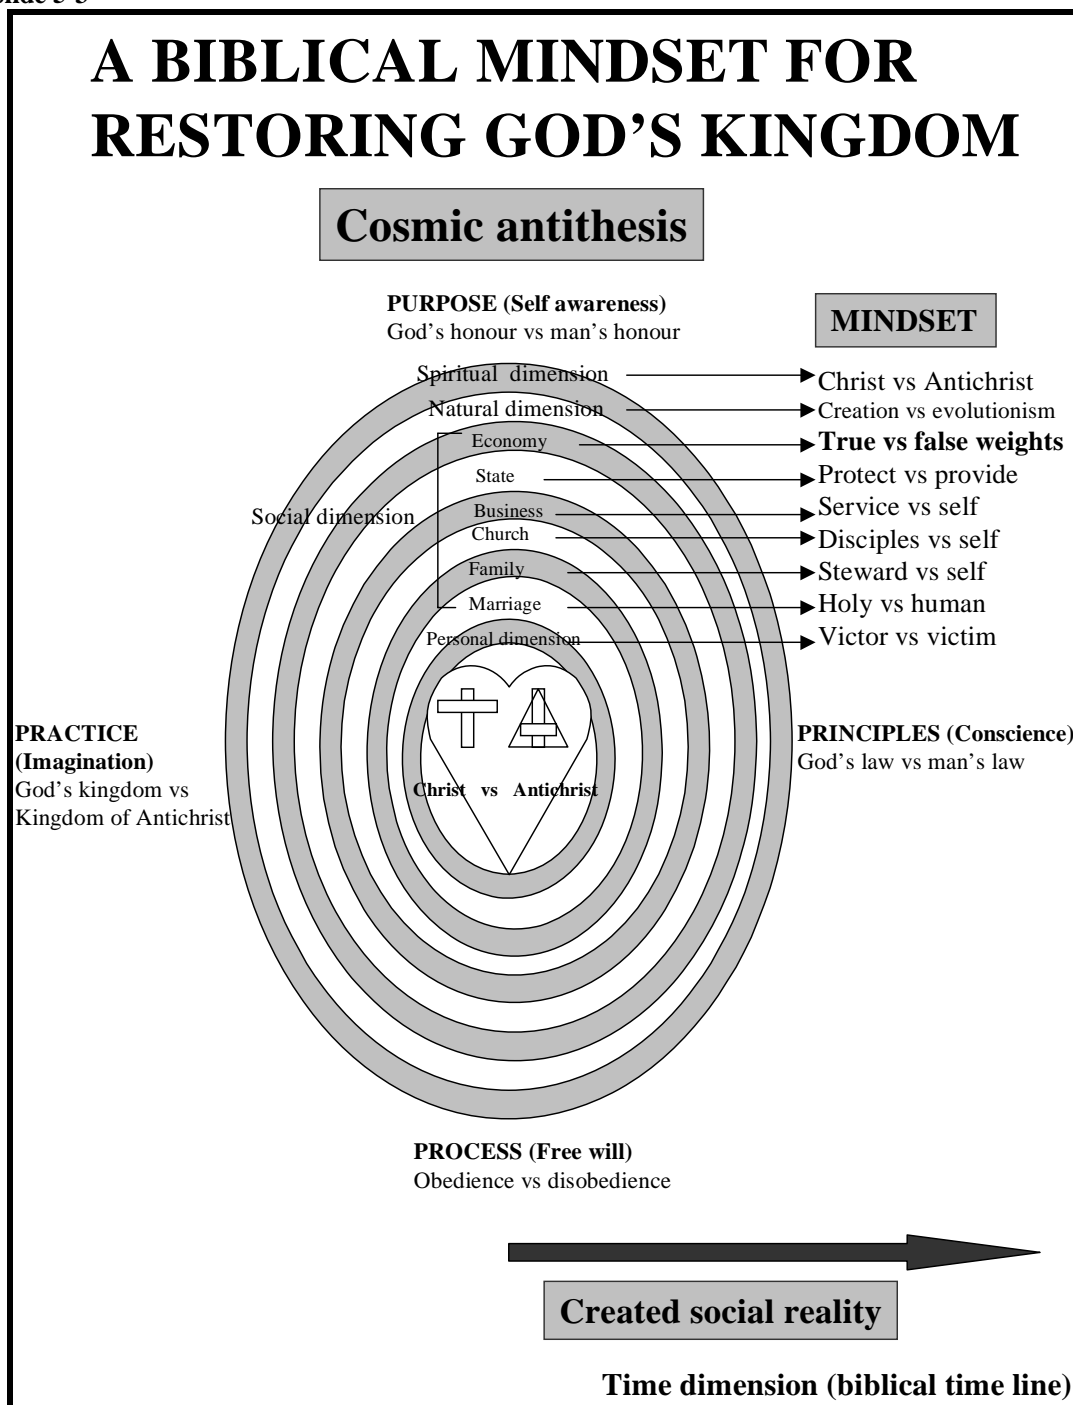 A BIBLICAL MINDSET FOR
RESTORING GOD'S KINGDOM
Cosmic antithesis
PURPOSE (Self awareness)
God's honour vs man's honour
MINDSET
Spiritual dimension
Christ vs Antichrist
Natural dimension
Creation vs evolutionism
Economy
True vs false weights
State
Protect vs provide
Social dimension
Business
Service vs self
Church
Disciples vs self
Family
Steward vs self
Marriage
Holy vs human
Personal dimension
Victor vs victim
PRACTICE
(Imagination)
God's kingdom vs
Kingdom of Antichrist
Christ vs Antichrist
PRINCIPLES (Conscience)
God's law vs man's law
PROCESS (Free will)
Obedience vs disobedience
Created social reality
Time dimension (biblical time line)